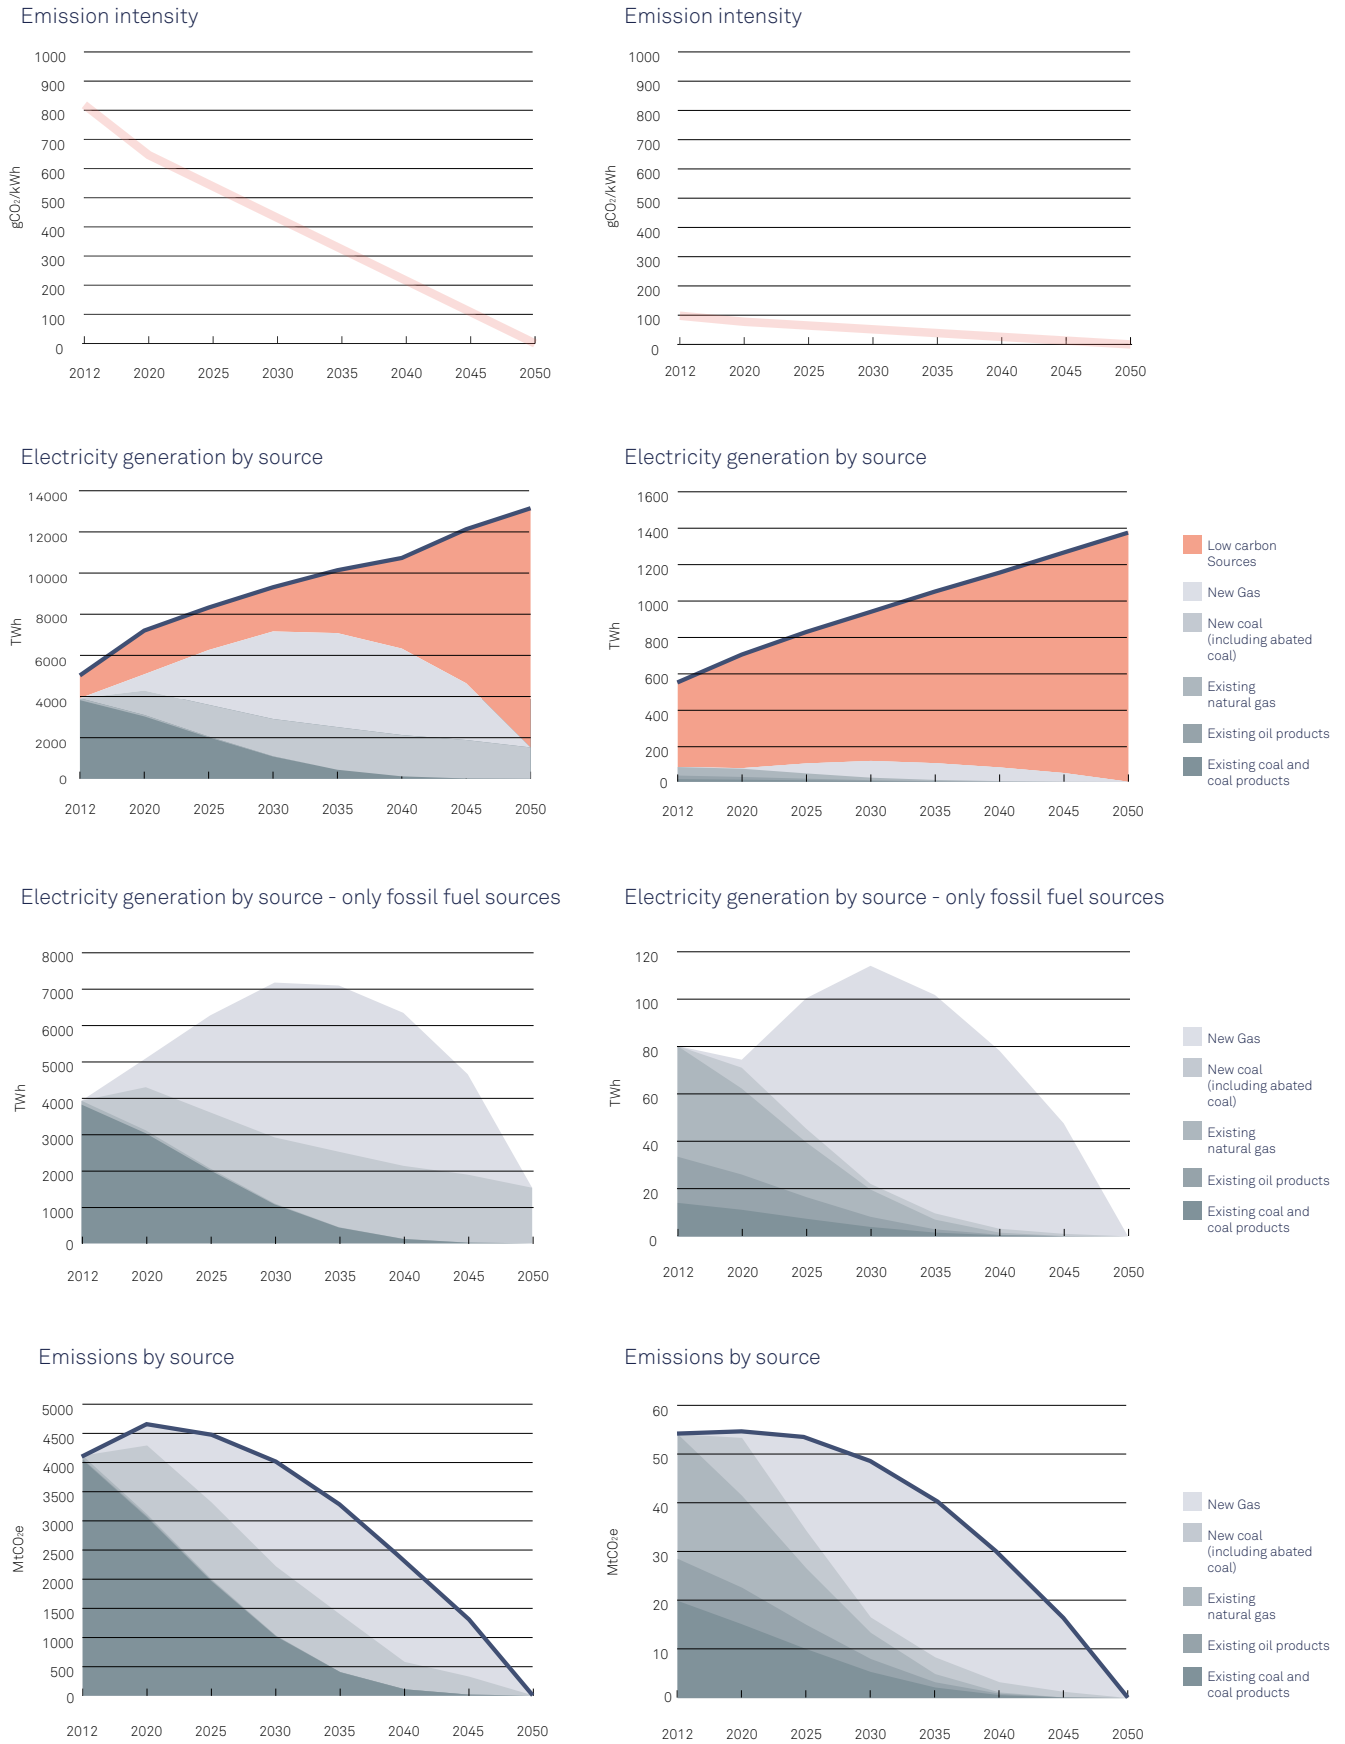 Emission intensity
1000
900
800
700
600
500
400
300
200
100
0
gCO₂/kWh
2012 2020 2025 2030 2035 2040 2045 2050
Emission intensity
1000
900
800
700
600
500
400
300
200
100
0
gCO₂/kWh
2012 2020 2025 2030 2035 2040 2045 2050
Electricity generation by source
14000
12000
10000
8000
6000
4000
2000
0
TWh
2012 2020 2025 2030 2035 2040 2045 2050
Electricity generation by source
1600
1400
1200
1000
800
600
400
200
0
TWh
2012 2020 2025 2030 2035 2040 2045 2050
Low carbon
Sources
New Gas
New coal
(including abated
coal)
Existing
natural gas
Existing oil products
Existing coal and
coal products
Electricity generation by source - only fossil fuel sources
8000
7000
6000
5000
4000
3000
2000
1000
0
TWh
2012 2020 2025 2030 2035 2040 2045 2050
Electricity generation by source - only fossil fuel sources
120
100
80
60
40
20
0
TWh
2012 2020 2025 2030 2035 2040 2045 2050
New Gas
New coal
(including abated
coal)
Existing
natural gas
Existing oil products
Existing coal and
coal products
Emissions by source
5000
4500
4000
3500
3000
2500
2000
1500
1000
500
0
MtCO₂e
2012 2020 2025 2030 2035 2040 2045 2050
Emissions by source
60
50
40
30
20
10
0
MtCO₂e
2012 2020 2025 2030 2035 2040 2045 2050
New Gas
New coal
(including abated
coal)
Existing
natural gas
Existing oil products
Existing coal and
coal products